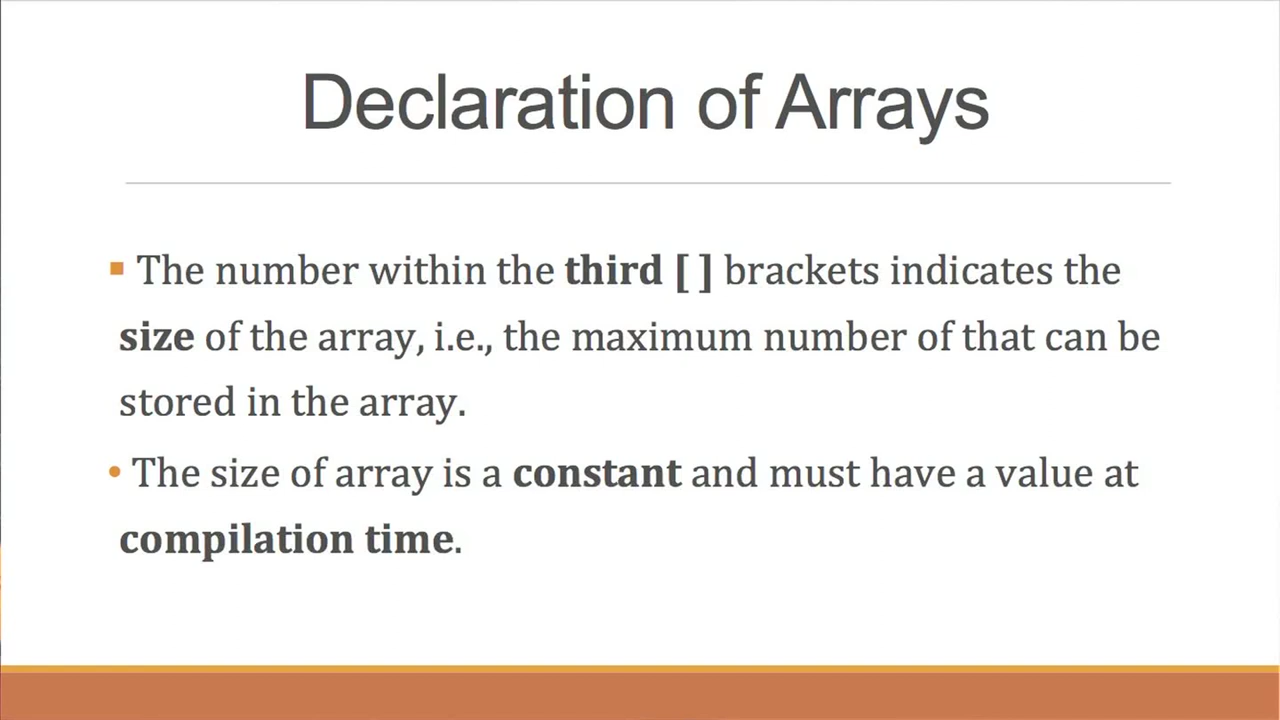 Declaration of Arrays
▪ The number within the third [ ] brackets indicates the
size of the array, i.e., the maximum number of that can be
stored in the array.
• The size of array is a constant and must have a value at
compilation time.